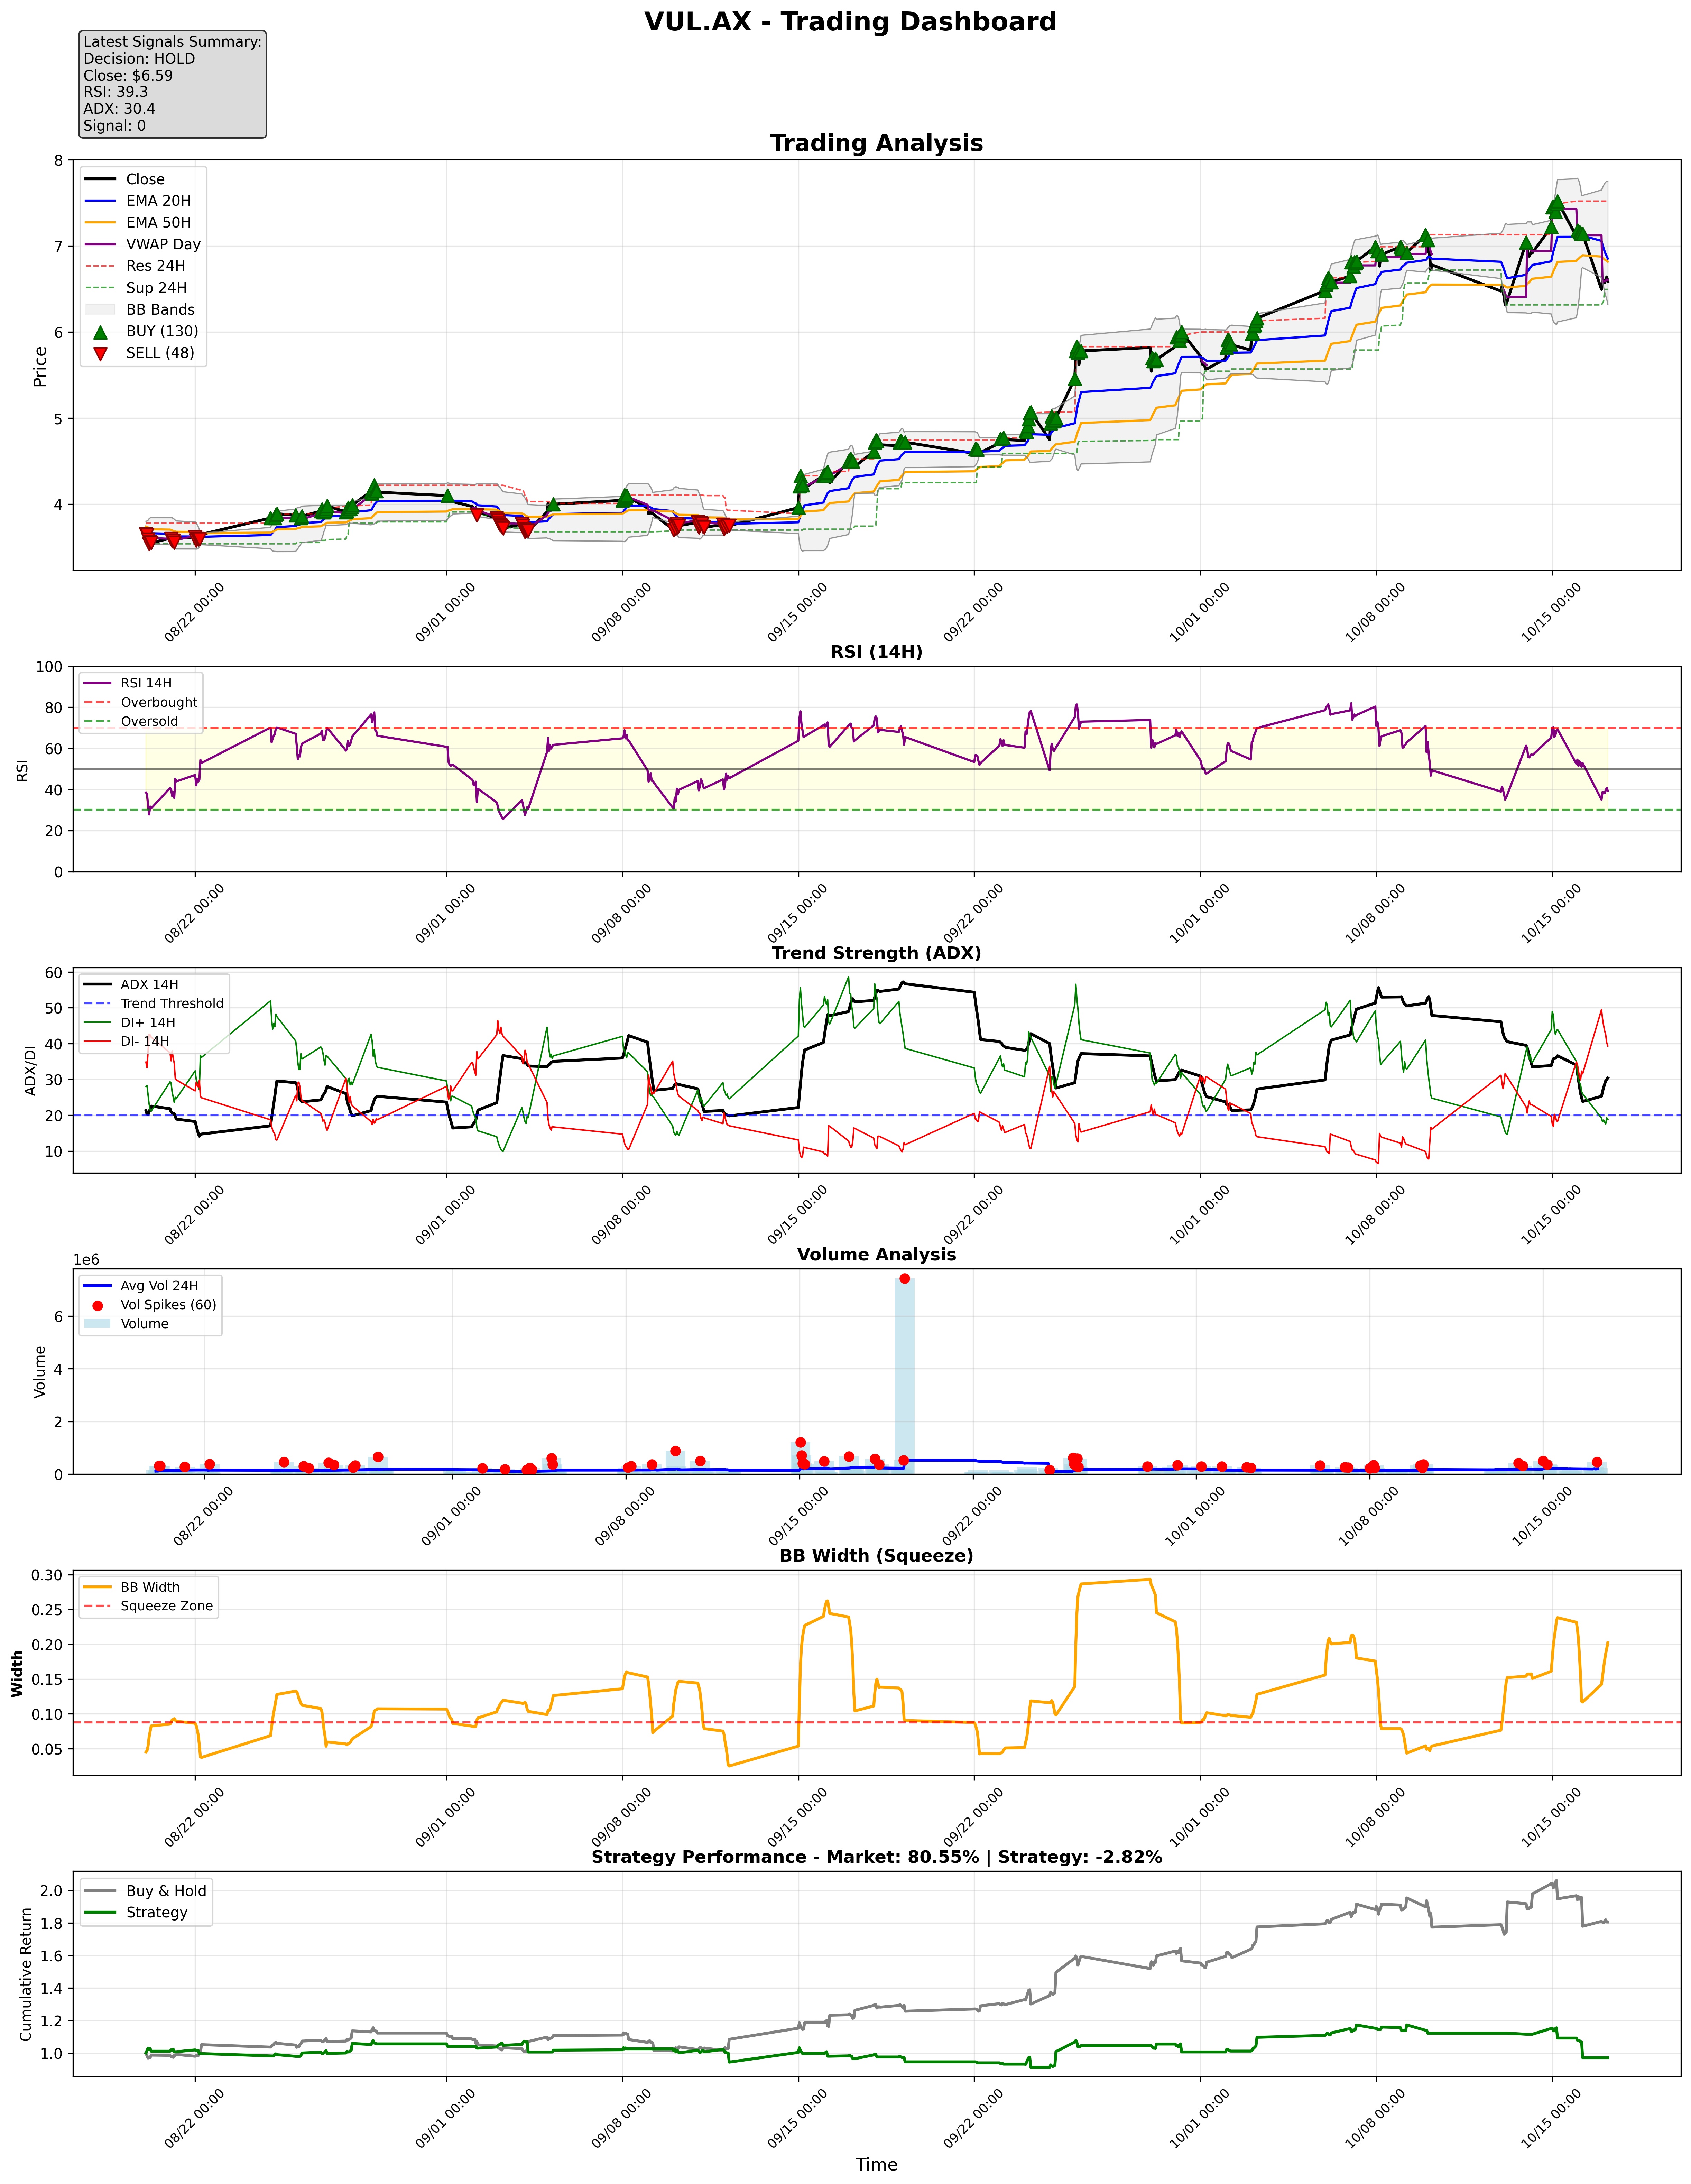 VUL.AX - Trading Dashboard
Latest Signals Summary:
Decision: HOLD
Close: $6.59
RSI: 39.3
ADX: 30.4
Signal: 0
Trading Analysis
Close
EMA 20H
EMA 50H
VWAP Day
Res 24H
Sup 24H
BB Bands
BUY (130)
SELL (48)
Price
8
7
6
5
4
08/22 00:00
09/01 00:00
09/08 00:00
09/15 00:00
09/22 00:00
10/01 00:00
10/08 00:00
10/15 00:00
RSI (14H)
RSI 14H
Overbought
Oversold
RSI
100
80
60
40
20
0
08/22 00:00
09/01 00:00
09/08 00:00
09/15 00:00
09/22 00:00
10/01 00:00
10/08 00:00
10/15 00:00
Trend Strength (ADX)
ADX 14H
Trend Threshold
DI+ 14H
DI- 14H
ADX/DI
60
50
40
30
20
10
08/22 00:00
09/01 00:00
09/08 00:00
09/15 00:00
09/22 00:00
10/01 00:00
10/08 00:00
10/15 00:00
Volume Analysis
1e6
Avg Vol 24H
Vol Spikes (60)
Volume
Volume
6
4
2
0
08/22 00:00
09/01 00:00
09/08 00:00
09/15 00:00
09/22 00:00
10/01 00:00
10/08 00:00
10/15 00:00
BB Width (Squeeze)
BB Width
Squeeze Zone
Width
0.30
0.25
0.20
0.15
0.10
0.05
08/22 00:00
09/01 00:00
09/08 00:00
09/15 00:00
09/22 00:00
10/01 00:00
10/08 00:00
10/15 00:00
Strategy Performance - Market: 80.55% | Strategy: -2.82%
Buy & Hold
Strategy
Cumulative Return
2.0
1.8
1.6
1.4
1.2
1.0
08/22 00:00
09/01 00:00
09/08 00:00
09/15 00:00
09/22 00:00
10/01 00:00
10/08 00:00
10/15 00:00
Time